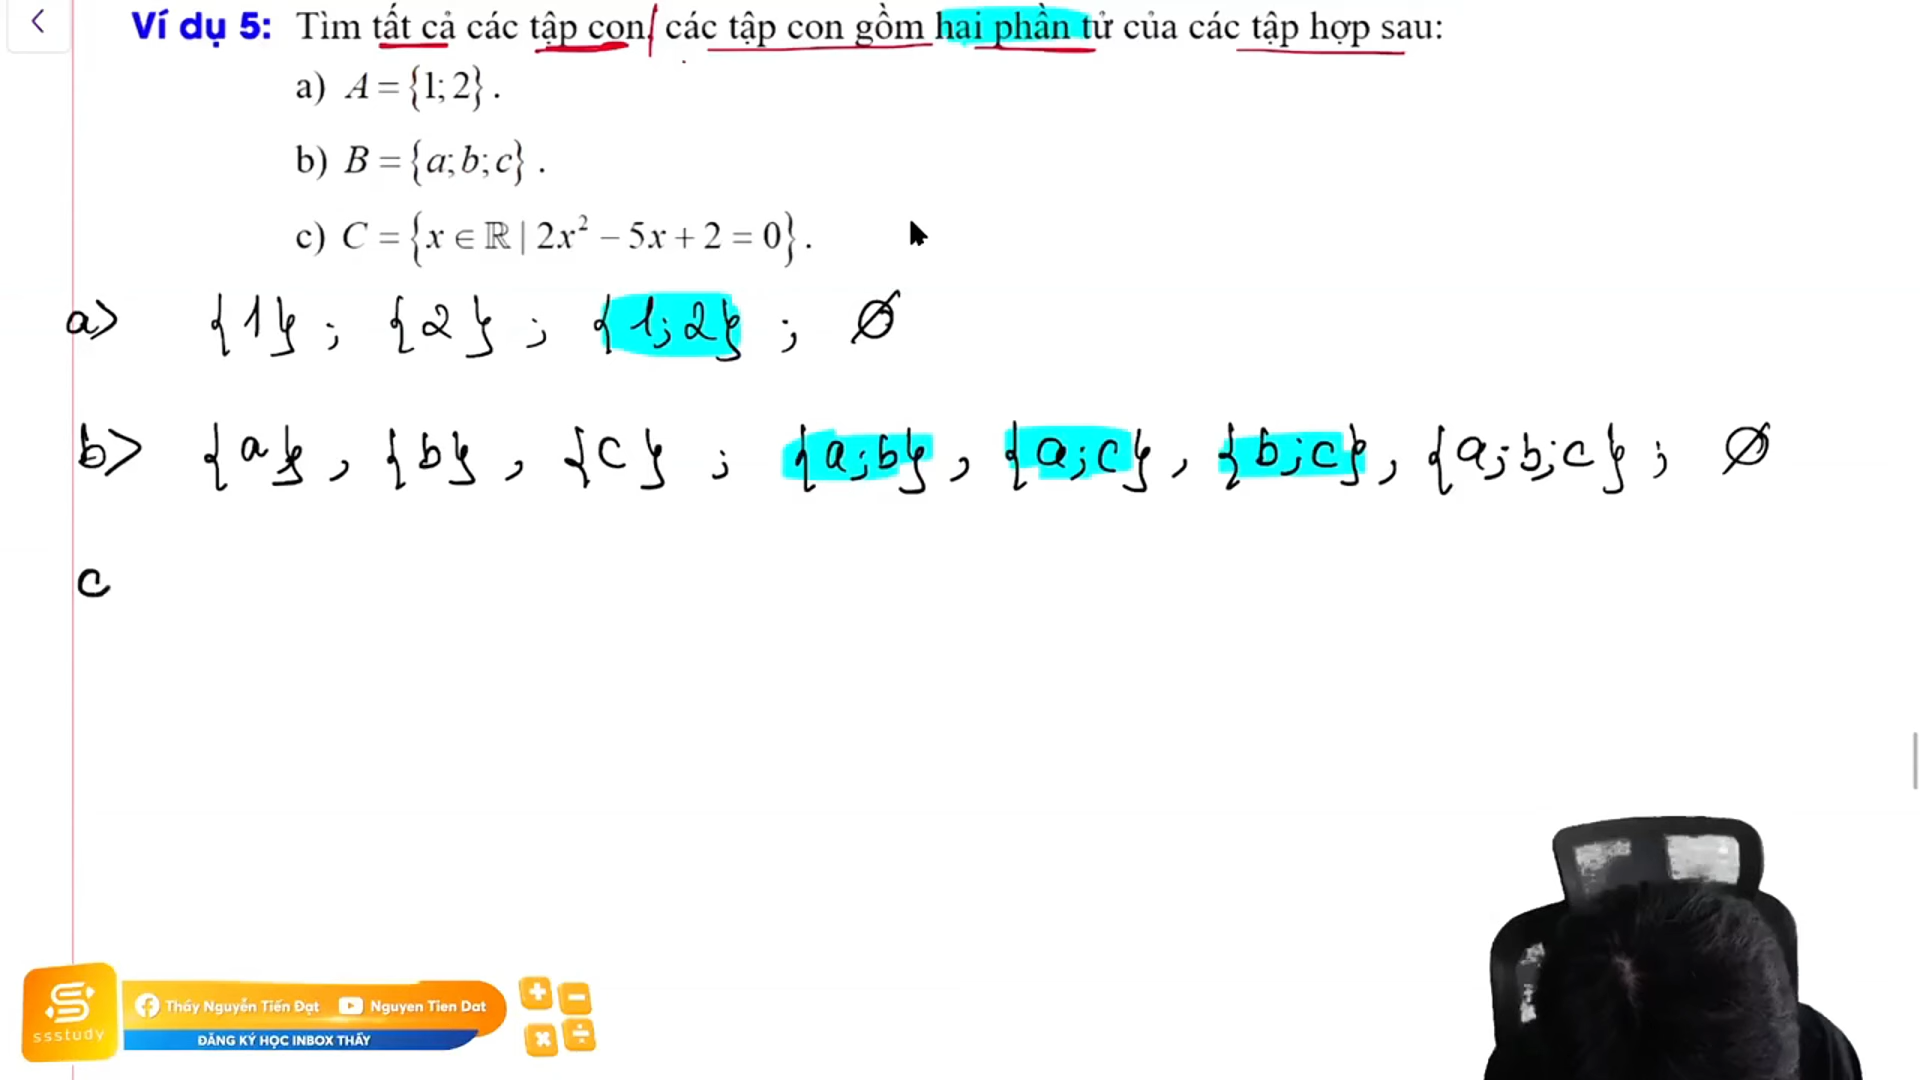 Ví dụ 5: Tìm tất cả các tập con, các tập con gồm hai phần tử của các tập hợp sau:
a) A = {1; 2}.
b) B = {a; b; c}.
c) C = {x ∈ ℝ | 2x² − 5x + 2 = 0}.
a> {1} ; {2} ; {1;2} ; ∅
b> {a} , {b} , {c} ; {a;b} , {a;c} , {b;c} , {a;b;c} ; ∅
c
ssstudy
Thầy Nguyễn Tiến Đạt Nguyen Tien Dat
ĐĂNG KÝ HỌC INBOX THẦY